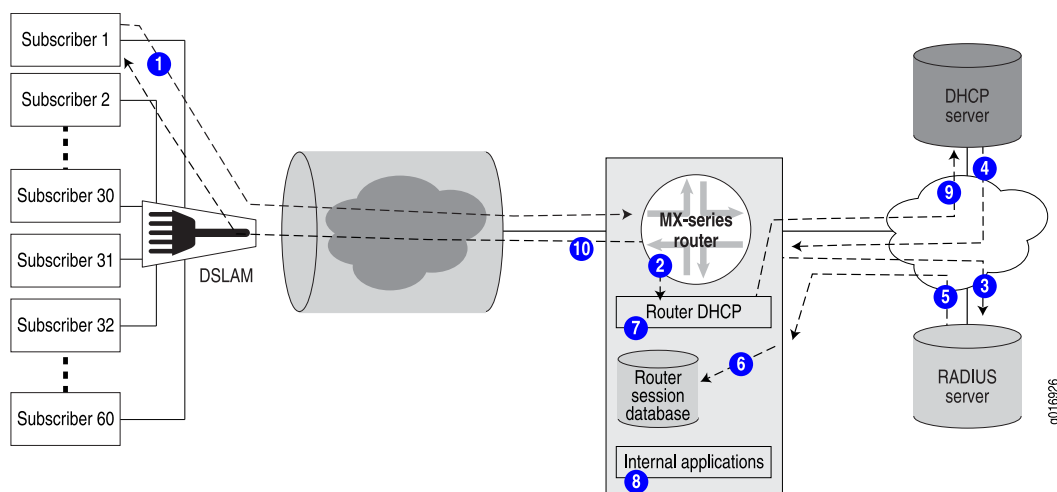 Subscriber 1
1
Subscriber 2
Subscriber 30
Subscriber 31
Subscriber 32
Subscriber 60
DSLAM
10
MX-series
router
2
Router DHCP
7
6
Router
session
database
Internal applications
8
DHCP
server
9
4
5
3
RADIUS
server
g016926